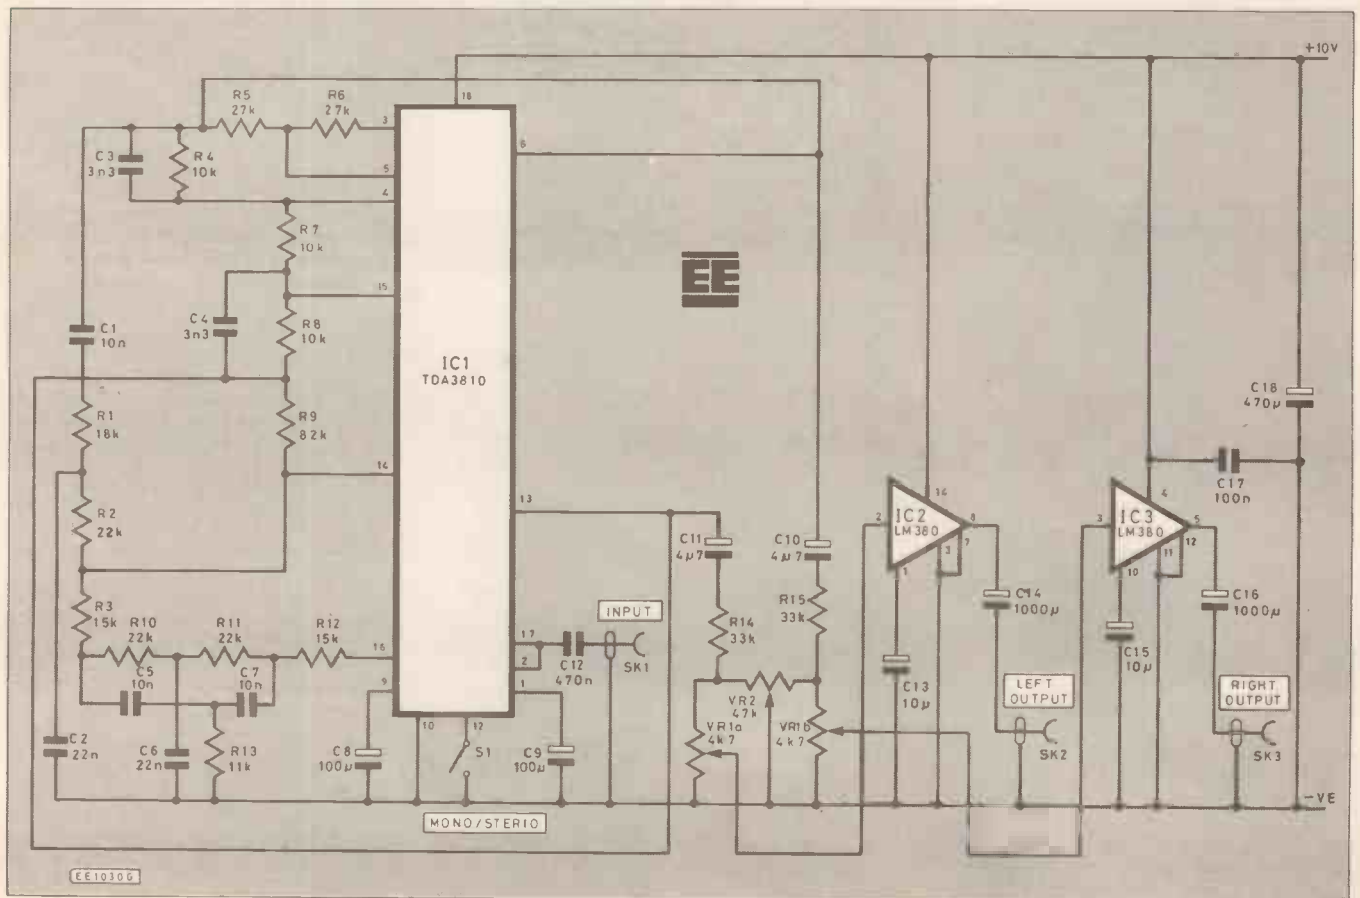 +10V
18
R5
27k
R6
27k
3
6
C3
3n3
R4
10k
5
4
R7
10k
EE
15
C1
10n
C4
3n3
R8
10k
IC1
TDA3810
C18
470µ
R1
18k
R9
82k
14
13
C17
100n
R2
22k
C11
4µ7
C10
4µ7
2
IC2
LM380
14
8
7
3
1
3
IC3
LM380
4
5
12
11
10
R3
15k
R10
22k
R11
22k
R12
15k
16
INPUT
R14
33k
R15
33k
C14
1000µ
C16
1000µ
C5
10n
C7
10n
9
17
2
1
C12
470n
SK1
C13
10µ
C15
10µ
LEFT
OUTPUT
RIGHT
OUTPUT
VR2
47k
VR1a
4k7
VR1b
4k7
C2
22n
C6
22n
R13
11k
C8
100µ
10
12
S1
C9
100µ
SK2
SK3
-VE
MONO/STERIO
EE1030G